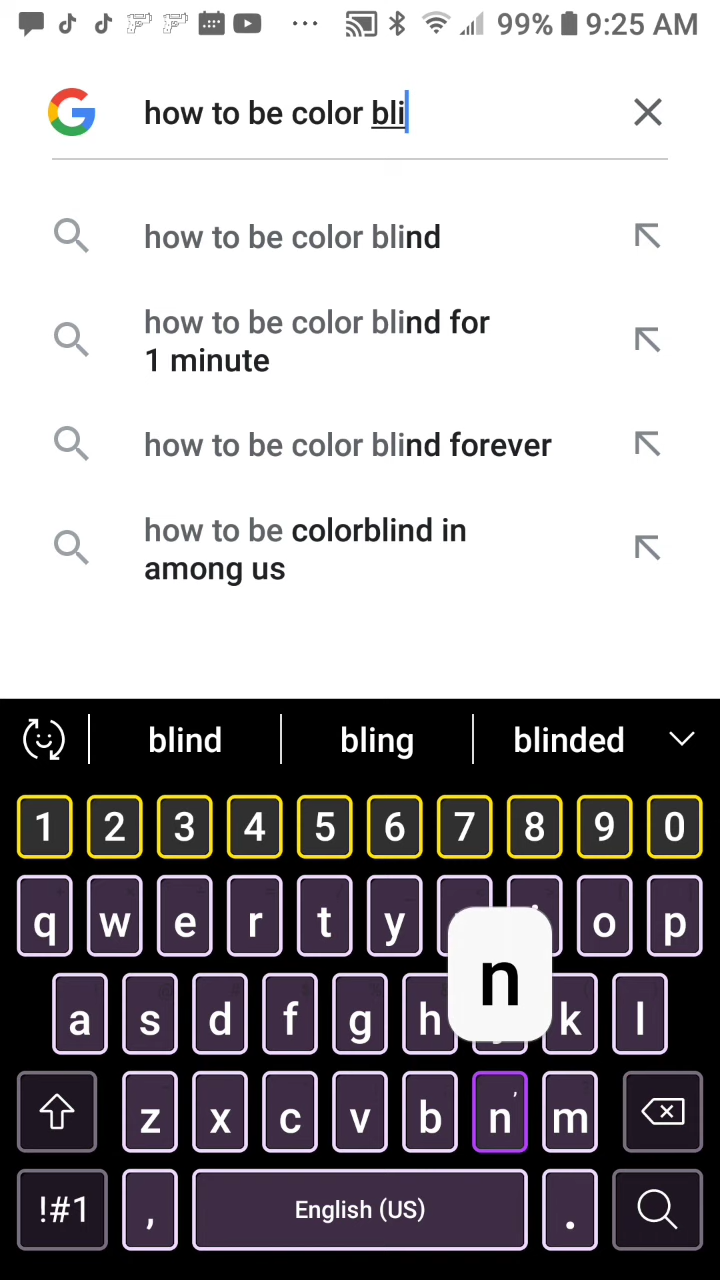 99% 9:25 AM
how to be color bli
how to be color blind
how to be color blind for
1 minute
how to be color blind forever
how to be colorblind in
among us
blind bling blinded
1 2 3 4 5 6 7 8 9 0
q w e r t y o p
n
a s d f g h k l
z x c v b n m
!#1 , English (US) .